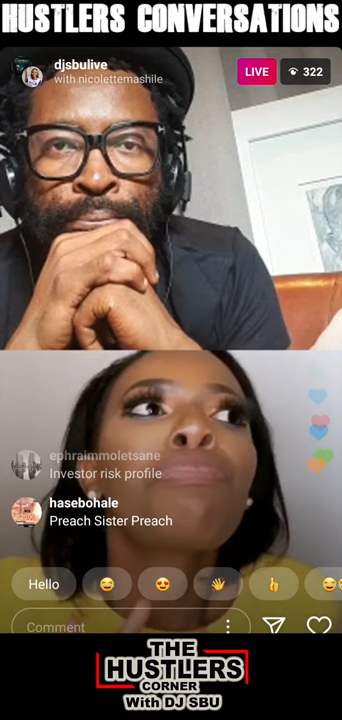 HUSTLERS CONVERSATIONS
djsbulive
with nicolettemashile
LIVE
322
ephraimmoletsane
Investor risk profile
hasebohale
Preach Sister Preach
Hello
Comment
THE
HUSTLERS
CORNER
With DJ SBU